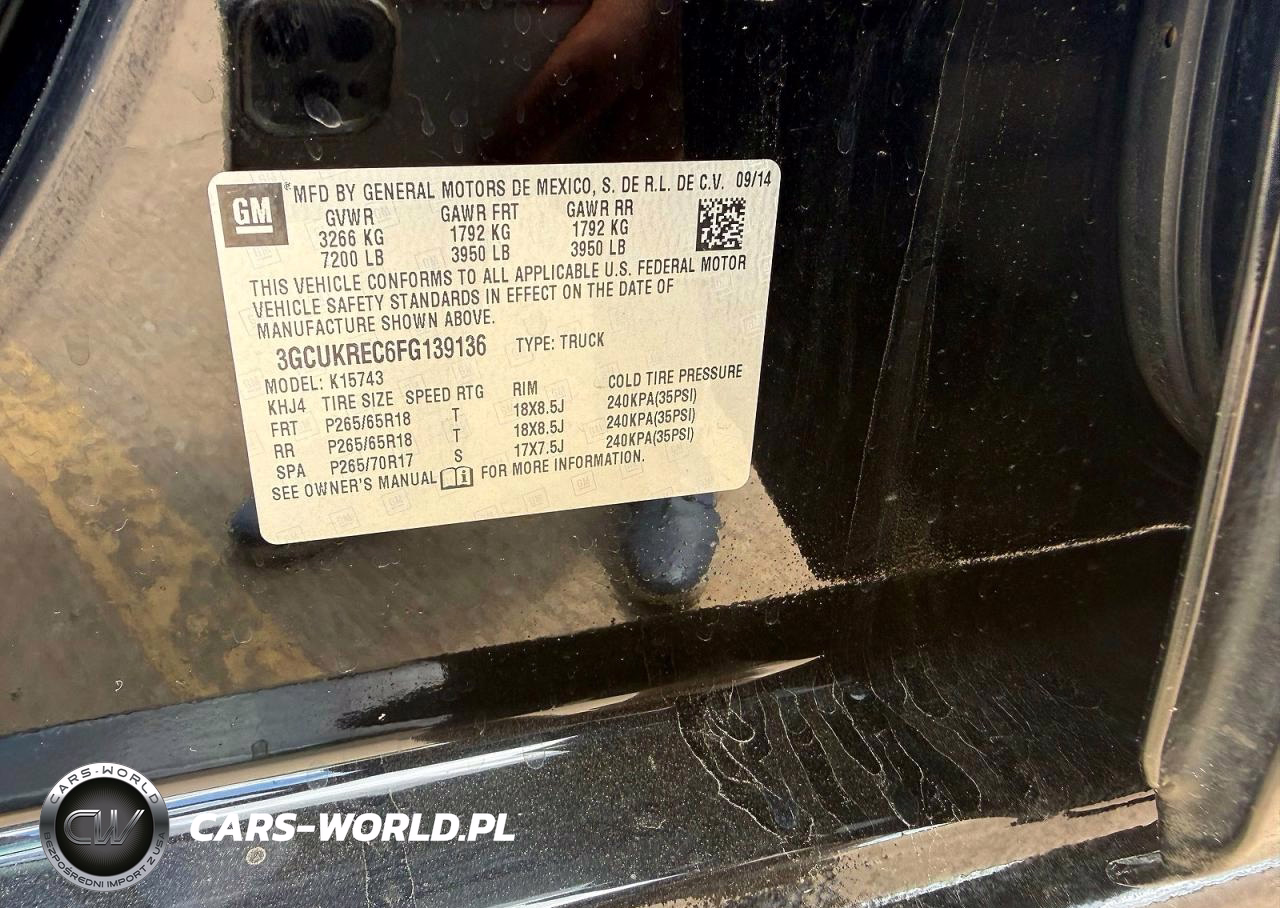 GM
® MFD BY GENERAL MOTORS DE MEXICO, S. DE R.L. DE C.V. 09/14
GVWR GAWR FRT GAWR RR
3266 KG 1792 KG 1792 KG
7200 LB 3950 LB 3950 LB
THIS VEHICLE CONFORMS TO ALL APPLICABLE U.S. FEDERAL MOTOR
VEHICLE SAFETY STANDARDS IN EFFECT ON THE DATE OF
MANUFACTURE SHOWN ABOVE.
3GCUKREC6FG139136 TYPE: TRUCK
MODEL: K15743
KHJ4 TIRE SIZE SPEED RTG RIM COLD TIRE PRESSURE
FRT P265/65R18 T 18X8.5J 240KPA(35PSI)
RR P265/65R18 T 18X8.5J 240KPA(35PSI)
SPA P265/70R17 S 17X7.5J 240KPA(35PSI)
SEE OWNER'S MANUAL FOR MORE INFORMATION.
CARS-WORLD
CW
BEZPOŚREDNI IMPORT Z USA
CARS-WORLD.PL